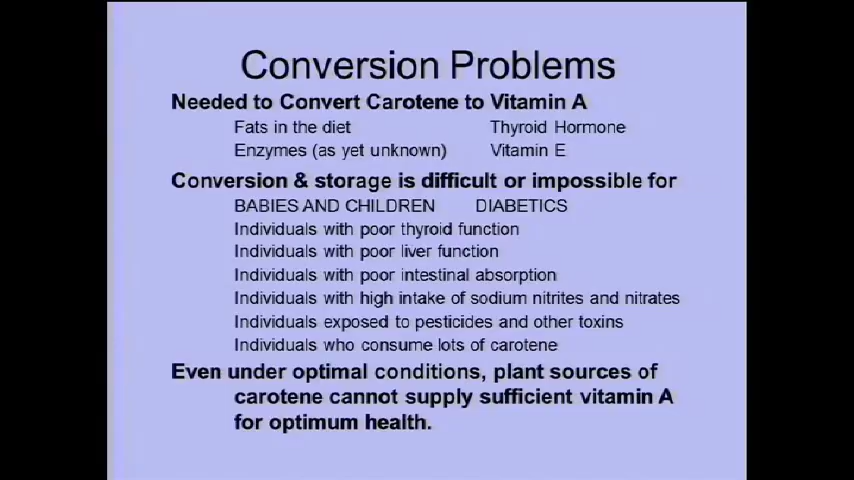 Conversion Problems
Needed to Convert Carotene to Vitamin A
Fats in the diet Thyroid Hormone
Enzymes (as yet unknown) Vitamin E
Conversion & storage is difficult or impossible for
BABIES AND CHILDREN DIABETICS
Individuals with poor thyroid function
Individuals with poor liver function
Individuals with poor intestinal absorption
Individuals with high intake of sodium nitrites and nitrates
Individuals exposed to pesticides and other toxins
Individuals who consume lots of carotene
Even under optimal conditions, plant sources of
carotene cannot supply sufficient vitamin A
for optimum health.